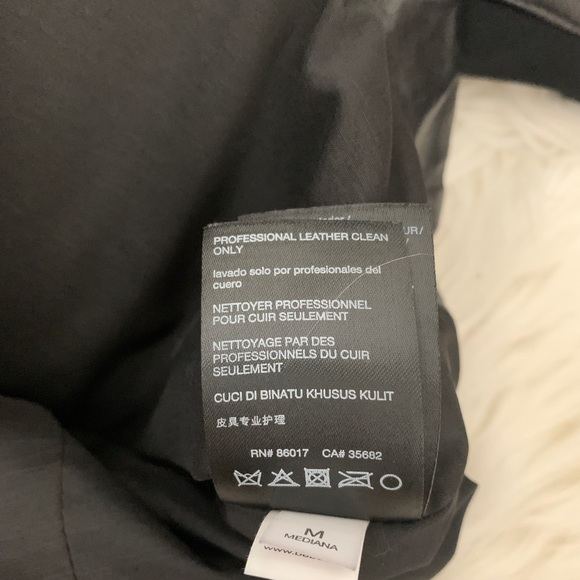 UR/
PROFESSIONAL LEATHER CLEAN
ONLY
lavado solo por profesionales del
cuero
NETTOYER PROFESSIONNEL
POUR CUIR SEULEMENT
NETTOYAGE PAR DES
PROFESSIONNELS DU CUIR
SEULEMENT
CUCI DI BINATU KHUSUS KULIT
皮具专业护理
RN# 86017 CA# 35682
M
MEDIANA